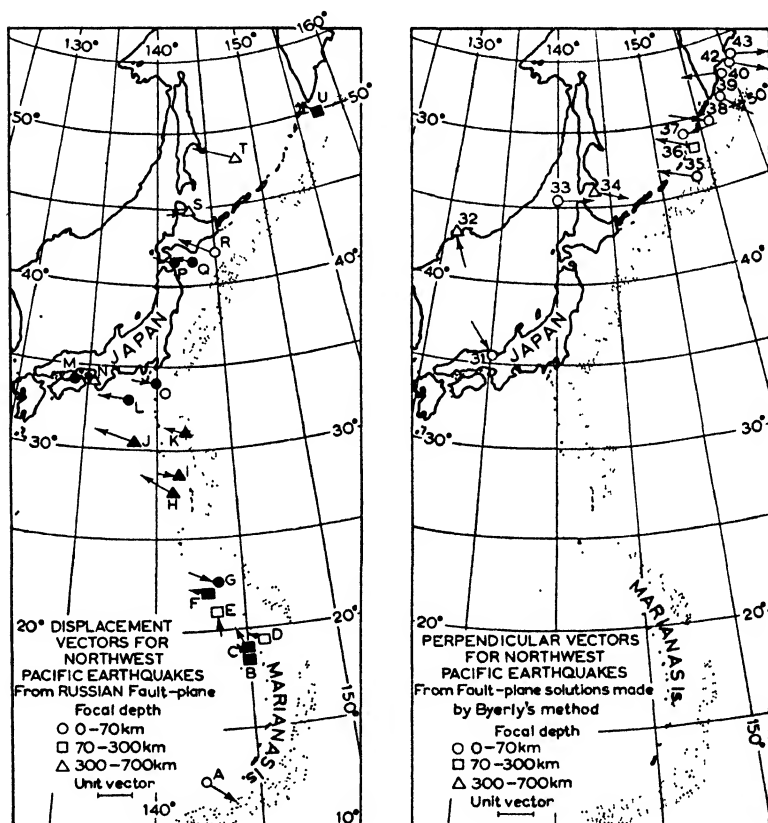 130°
140°
150°
160°
50°
50°
U
T
S
R
P
Q
40°
40°
JAPAN
M
N
O
L
30°
J
K
30°
I
H
G
F
E
20°
20°
D
C
B
DISPLACEMENT
VECTORS FOR
NORTHWEST
PACIFIC EARTHQUAKES
From RUSSIAN Fault-plane
Focal depth
0-70km
70-300km
300-700km
Unit vector
MARIANAS
Is.
150°
A
140°
10°
130°
140°
150°
43
42
40
39
50°
38
37
36
35
50°
33
34
32
40°
40°
31
JAPAN
30°
30°
20°
20°
MARIANAS Is.
PERPENDICULAR VECTORS
FOR NORTHWEST
PACIFIC EARTHQUAKES
From Fault-plane solutions made
by Byerly's method
Focal depth
0-70km
70-300km
300-700km
Unit vector
150°